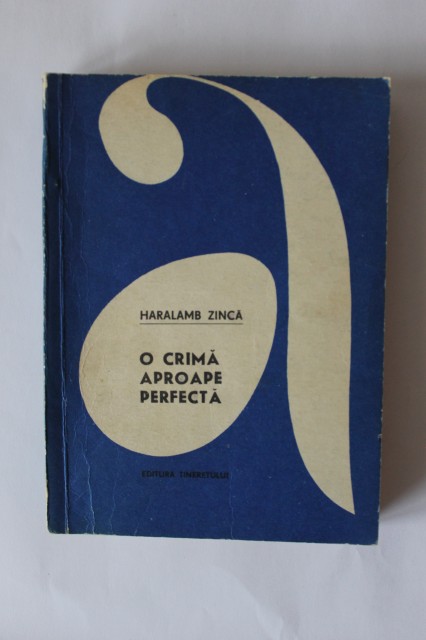 a
HARALAMB ZINCĂ
O CRIMĂ
APROAPE
PERFECTĂ
EDITURA TINERETULUI